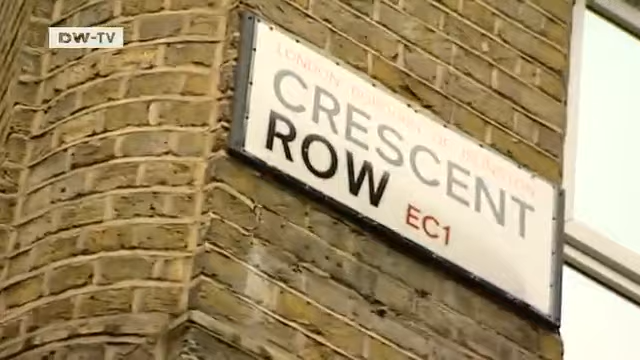 DW-TV
LONDON BOROUGH OF ISLINGTON
CRESCENT
ROW EC1